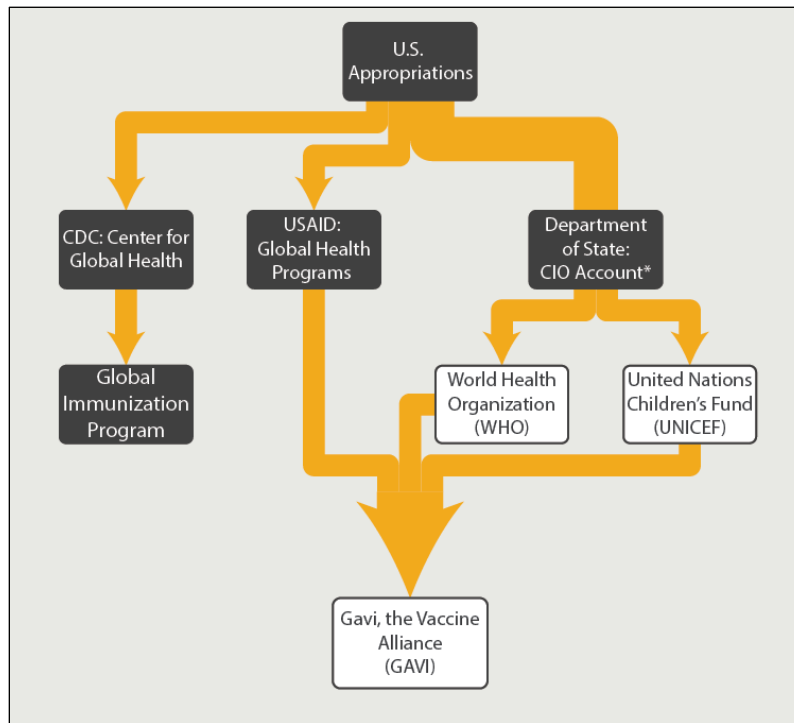 U.S.
Appropriations
CDC: Center for
Global Health
USAID:
Global Health
Programs
Department
of State:
CIO Account*
Global
Immunization
Program
World Health
Organization
(WHO)
United Nations
Children’s Fund
(UNICEF)
Gavi, the Vaccine
Alliance
(GAVI)